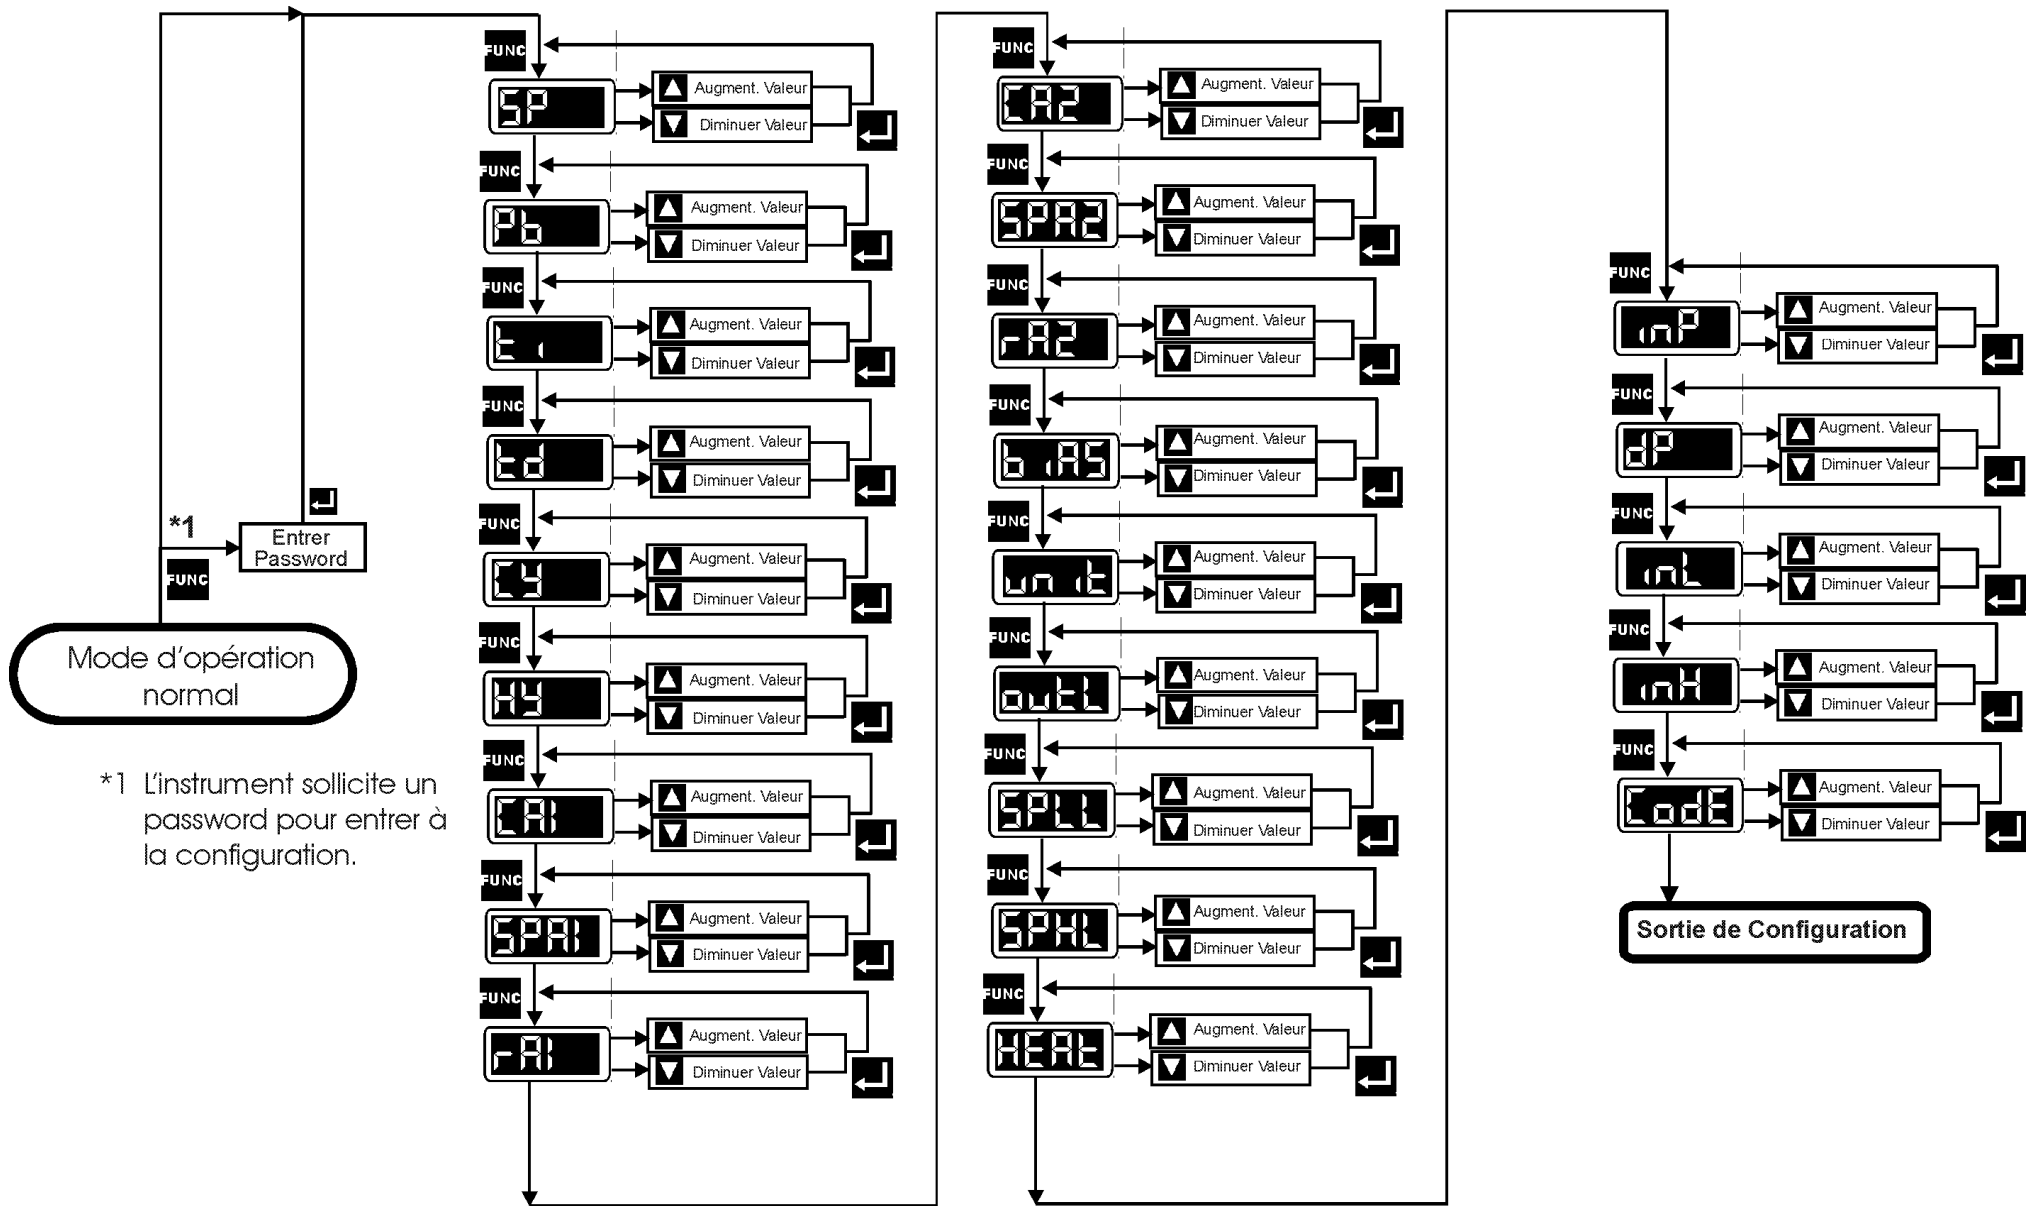 *1
FUNC
Entrer
Password
Mode d'opération
normal
*1 L'instrument sollicite un
password pour entrer à
la configuration.
FUNC
SP
Augment. Valeur
Diminuer Valeur
FUNC
Pb
Augment. Valeur
Diminuer Valeur
FUNC
ti
Augment. Valeur
Diminuer Valeur
FUNC
td
Augment. Valeur
Diminuer Valeur
FUNC
Cy
Augment. Valeur
Diminuer Valeur
FUNC
Hy
Augment. Valeur
Diminuer Valeur
FUNC
CA1
Augment. Valeur
Diminuer Valeur
FUNC
SPA1
Augment. Valeur
Diminuer Valeur
FUNC
rA1
Augment. Valeur
Diminuer Valeur
FUNC
CA2
Augment. Valeur
Diminuer Valeur
FUNC
SPA2
Augment. Valeur
Diminuer Valeur
FUNC
rA2
Augment. Valeur
Diminuer Valeur
FUNC
biAS
Augment. Valeur
Diminuer Valeur
FUNC
unit
Augment. Valeur
Diminuer Valeur
FUNC
outL
Augment. Valeur
Diminuer Valeur
FUNC
SPLL
Augment. Valeur
Diminuer Valeur
FUNC
SPHL
Augment. Valeur
Diminuer Valeur
FUNC
HEAt
Augment. Valeur
Diminuer Valeur
FUNC
inP
Augment. Valeur
Diminuer Valeur
FUNC
dP
Augment. Valeur
Diminuer Valeur
FUNC
inL
Augment. Valeur
Diminuer Valeur
FUNC
inH
Augment. Valeur
Diminuer Valeur
FUNC
CodE
Augment. Valeur
Diminuer Valeur
Sortie de Configuration